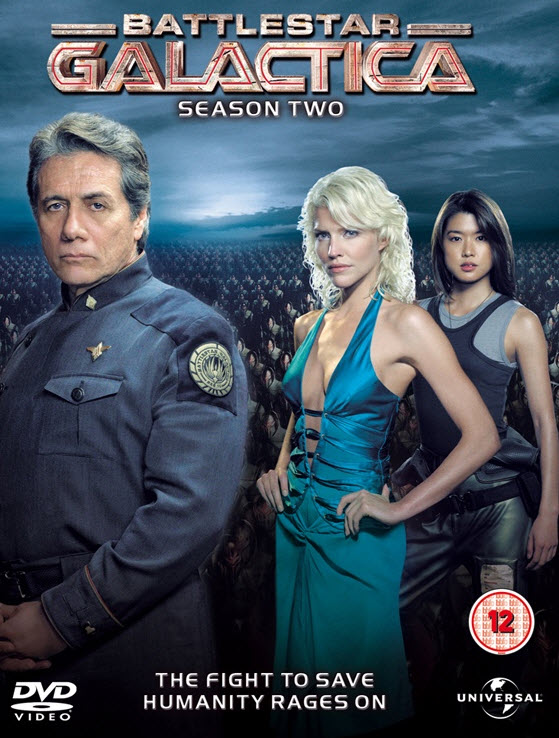 BATTLESTAR
GALACTICA
SEASON TWO
12
THE FIGHT TO SAVE
HUMANITY RAGES ON
DVD
VIDEO
UNIVERSAL